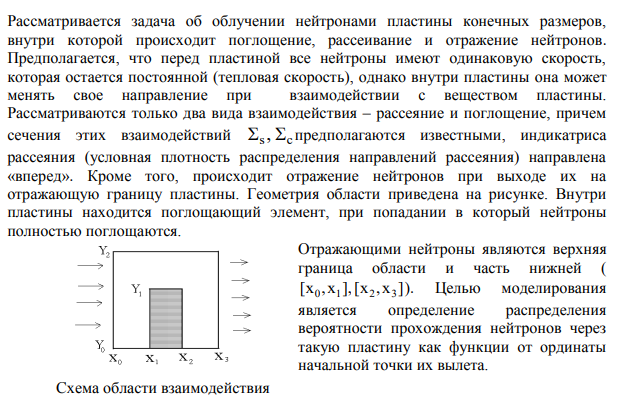 Рассматривается задача об облучении нейтронами пластины конечных размеров,
внутри которой происходит поглощение, рассеивание и отражение нейтронов.
Предполагается, что перед пластиной все нейтроны имеют одинаковую скорость,
которая остается постоянной (тепловая скорость), однако внутри пластины она может
менять свое направление при взаимодействии с веществом пластины.
Рассматриваются только два вида взаимодействия – рассеяние и поглощение, причем
сечения этих взаимодействий Σs, Σc предполагаются известными, индикатриса
рассеяния (условная плотность распределения направлений рассеяния) направлена
«вперед». Кроме того, происходит отражение нейтронов при выходе их на
отражающую границу пластины. Геометрия области приведена на рисунке. Внутри
пластины находится поглощающий элемент, при попадании в который нейтроны
полностью поглощаются.
Y2
Y1
Y0
X0 X1 X2 X3
Схема области взаимодействия
Отражающими нейтроны являются верхняя
граница области и часть нижней (
[x0, x1], [x2, x3]). Целью моделирования
является определение распределения
вероятности прохождения нейтронов через
такую пластину как функции от ординаты
начальной точки их вылета.